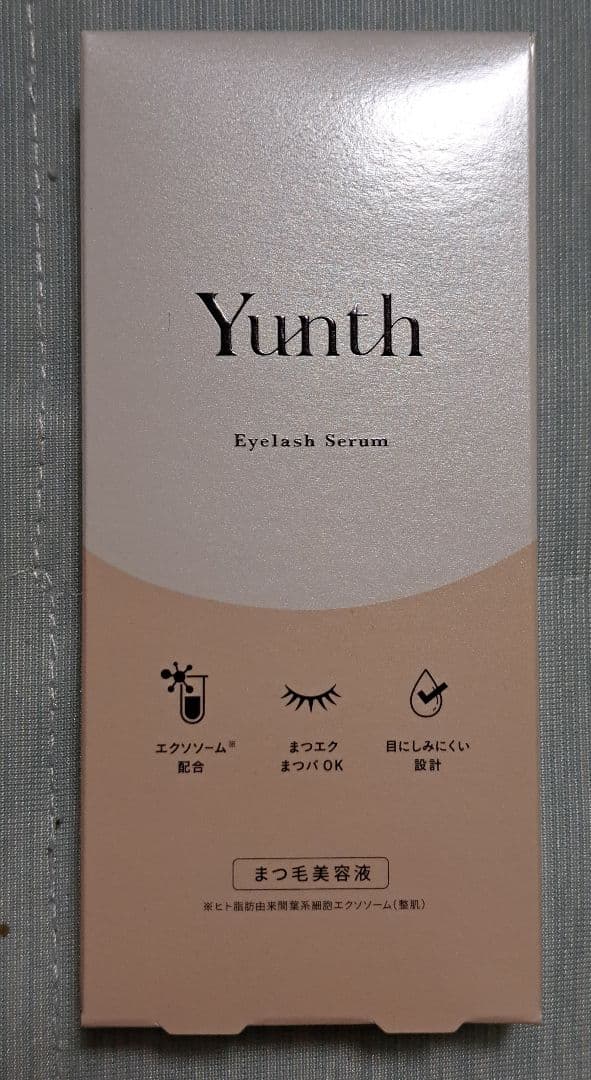 Yunth
Eyelash Serum
エクソソーム※
配合
まつエク
まつパ OK
目にしみにくい
設計
まつ毛美容液
※ヒト脂肪由来間葉系細胞エクソソーム(整肌)